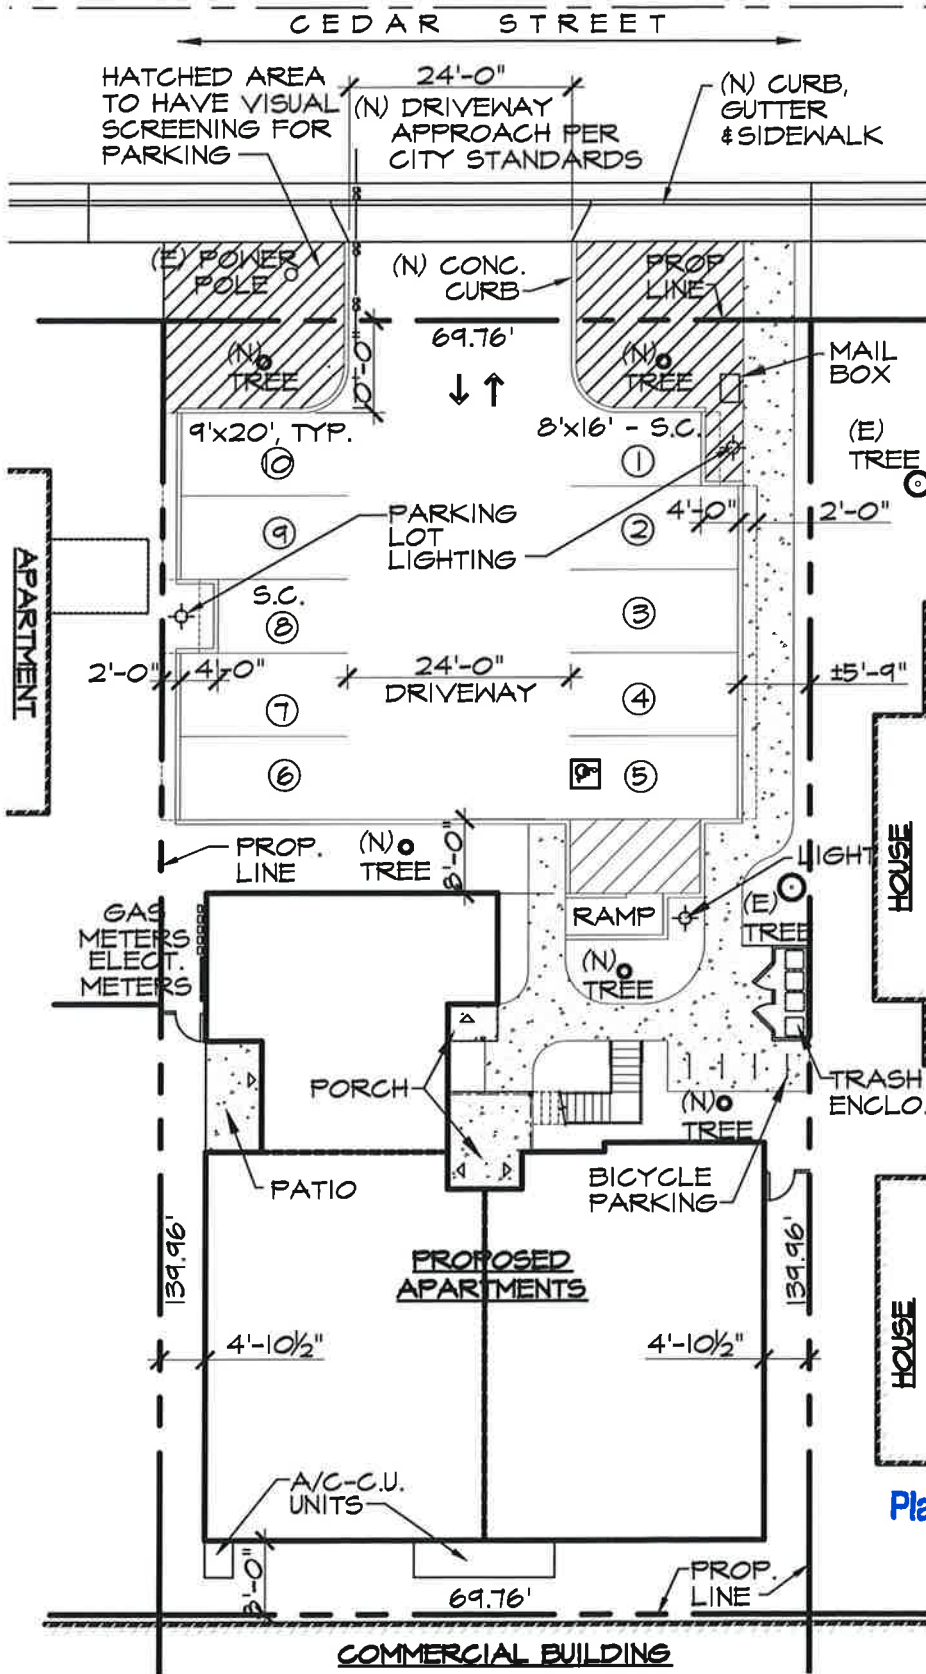 CEDAR STREET
HATCHED AREA
TO HAVE VISUAL
SCREENING FOR
PARKING
24'-0"
(N) DRIVEWAY
APPROACH PER
CITY STANDARDS
(N) CURB,
GUTTER
& SIDEWALK
(E) POWER
POLE
(N) CONC.
CURB
PROP
LINE
69.76'
10'-0"
(N)
TREE
(N)
TREE
MAIL
BOX
9'x20', TYP.
8'x16' - S.C.
(E)
TREE
10
1
PARKING
LOT
LIGHTING
4'-0"
2'-0"
9
2
APARTMENT
S.C.
8
3
2'-0"
4'-0"
24'-0"
DRIVEWAY
±5'-9"
7
4
6
5
PROP.
LINE
(N)
TREE
8'-0"
LIGHT
HOUSE
GAS
METERS
ELECT.
METERS
RAMP
(E)
TREE
(N)
TREE
PORCH
TRASH
ENCLO.
(N)
TREE
PATIO
BICYCLE
PARKING
139.96'
139.96'
PROPOSED
APARTMENTS
4'-10½"
4'-10½"
HOUSE
A/C-C.U.
UNITS
Pla
8'-0"
69.76'
PROP.
LINE
COMMERCIAL BUILDING